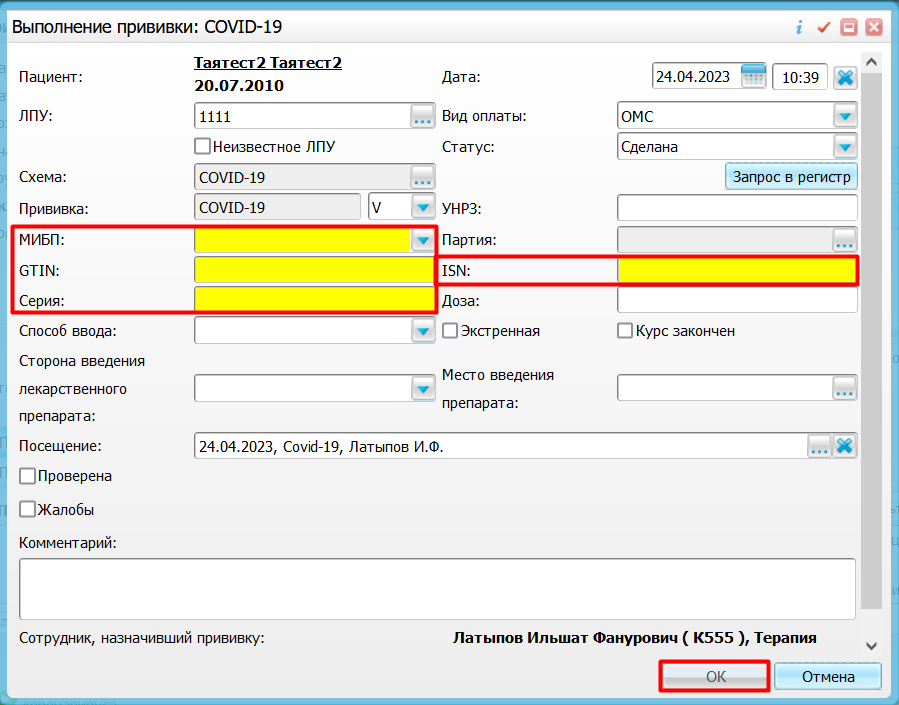 Выполнение прививки: COVID-19
Пациент: Таятест2 Таятест2 20.07.2010 Дата: 24.04.2023 10:39
ЛПУ: 1111 ... Вид оплаты: ОМС
Неизвестное ЛПУ Статус: Сделана
Схема: COVID-19 ... Запрос в регистр
Прививка: COVID-19 V УНРЗ:
МИБП: Партия: ...
GTIN: ISN:
Серия: Доза:
Способ ввода: Экстренная Курс закончен
Сторона введения
лекарственного
препарата:
Место введения
препарата: ...
Посещение: 24.04.2023, Covid-19, Латыпов И.Ф. ...
Проверена
Жалобы
Комментарий:
Сотрудник, назначивший прививку: Латыпов Ильшат Фанурович ( К555 ), Терапия
OK Отмена